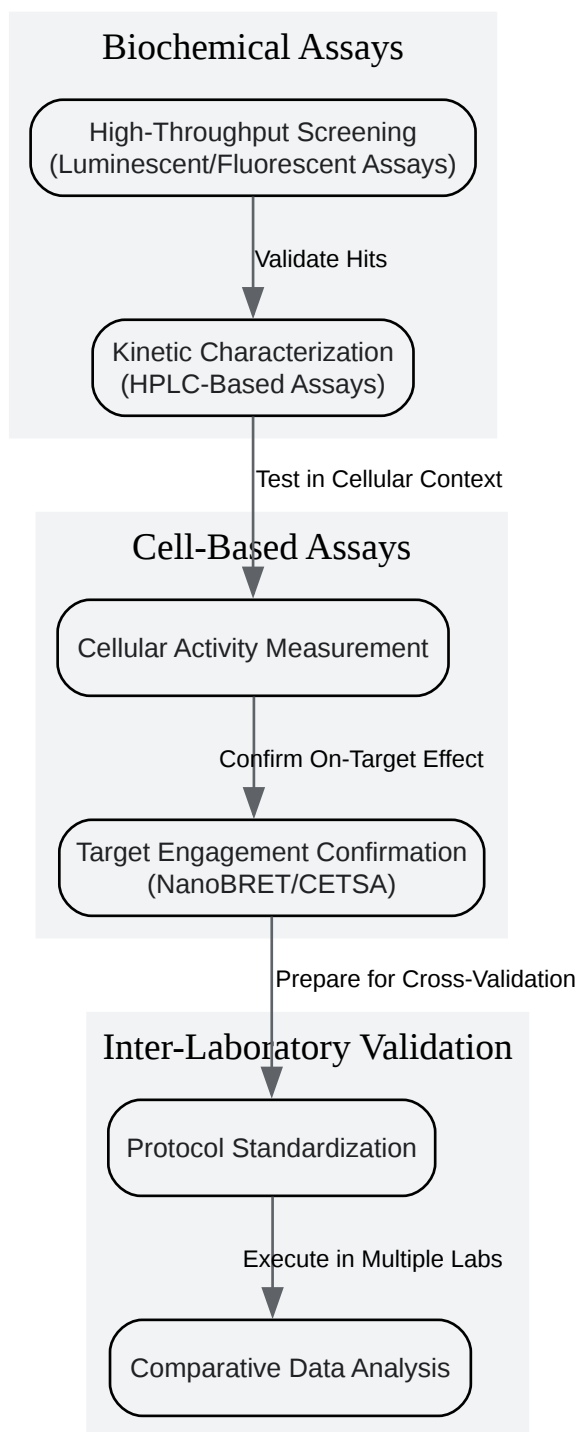 Biochemical Assays
High-Throughput Screening
(Luminescent/Fluorescent Assays)
Validate Hits
Kinetic Characterization
(HPLC-Based Assays)
Test in Cellular Context
Cell-Based Assays
Cellular Activity Measurement
Confirm On-Target Effect
Target Engagement Confirmation
(NanoBRET/CETSA)
Prepare for Cross-Validation
Inter-Laboratory Validation
Protocol Standardization
Execute in Multiple Labs
Comparative Data Analysis